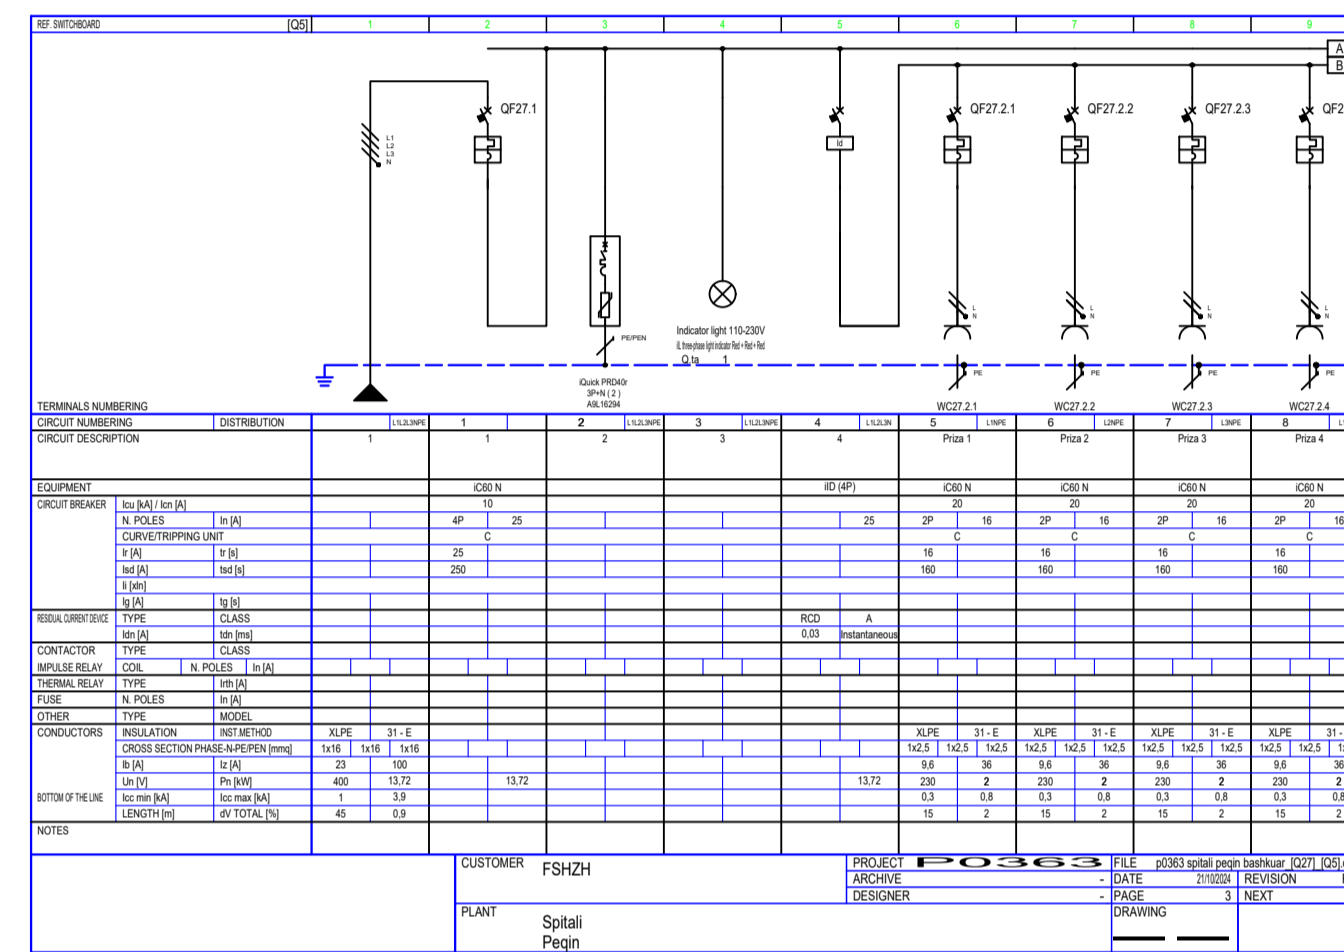 REF. SWITCHBOARD [Q5] 1 2 3 4 5 6 7 8 9
A
B
QF27.1 QF27.2.1 QF27.2.2 QF27.2.3 QF2
L1
L2
L3
N
Id
L N L N L N L N
Indicator light 110-230V
iL three-phase light indicator Red + Red + Red
Q.ta 1
PE/PEN
PE PE PE PE
iQuick PRD40r
3P+N ( 2 )
A9L16294
TERMINALS NUMBERING WC27.2.1 WC27.2.2 WC27.2.3 WC27.2.4
CIRCUIT NUMBERING DISTRIBUTION L1L2L3NPE 1 2 L1L2L3NPE 3 L1L2L3NPE 4 L1L2L3N 5 L1NPE 6 L2NPE 7 L3NPE 8
CIRCUIT DESCRIPTION 1 1 2 3 4 Priza 1 Priza 2 Priza 3 Priza 4
EQUIPMENT iC60 N iID (4P) iC60 N iC60 N iC60 N iC60 N
CIRCUIT BREAKER Icu [kA] / Icn [A] 10 20 20 20 20
N. POLES In [A] 4P 25 25 2P 16 2P 16 2P 16 2P 16
CURVE/TRIPPING UNIT C C C C C
Ir [A] tr [s] 25 16 16 16 16
Isd [A] tsd [s] 250 160 160 160 160
Ii [xIn]
Ig [A] tg [s]
RESIDUAL CURRENT DEVICE TYPE CLASS RCD A
Idn [A] tdn [ms] 0,03 Instantaneous
CONTACTOR TYPE CLASS
IMPULSE RELAY COIL N. POLES In [A]
THERMAL RELAY TYPE Irth [A]
FUSE N. POLES In [A]
OTHER TYPE MODEL
CONDUCTORS INSULATION INST.METHOD XLPE 31 - E XLPE 31 - E XLPE 31 - E XLPE 31 - E XLPE 31 -
CROSS SECTION PHASE-N-PE/PEN [mmq] 1x16 1x16 1x16 1x2,5 1x2,5 1x2,5 1x2,5 1x2,5 1x2,5 1x2,5 1x2,5 1x2,5 1x2,5 1x2,5
Ib [A] Iz [A] 23 100 9,6 36 9,6 36 9,6 36 9,6 36
Un [V] Pn [kW] 400 13,72 13,72 13,72 230 2 230 2 230 2 230 2
BOTTOM OF THE LINE Icc min [kA] Icc max [kA] 1 3,9 0,3 0,8 0,3 0,8 0,3 0,8 0,3 0,8
LENGTH [m] dV TOTAL [%] 45 0,9 15 2 15 2 15 2 15 2
NOTES
CUSTOMER FSHZH PROJECT P0363 FILE p0363 spitali peqin bashkuar_[Q27]_[Q5].
ARCHIVE - DATE 21/10/2024 REVISION
DESIGNER - PAGE 3 NEXT
PLANT DRAWING
Spitali
Peqin